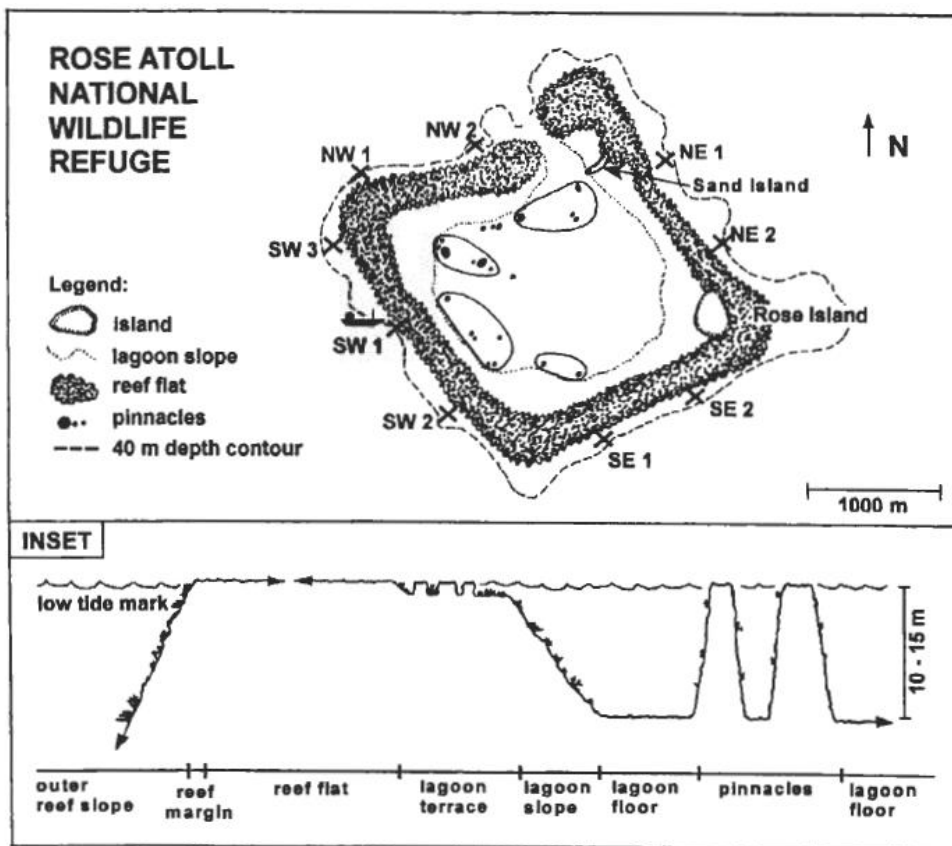 ROSE ATOLL
NATIONAL
WILDLIFE
REFUGE
NW 2
NW 1
NE 1
N
Sand Island
SW 3
NE 2
Legend:
island
lagoon slope
reef flat
pinnacles
40 m depth contour
Rose Island
SW 1
SW 2
SE 2
SE 1
1000 m
INSET
low tide mark
10 - 15 m
outer
reef slope
reef
margin
reef flat
lagoon
terrace
lagoon
slope
lagoon
floor
pinnacles
lagoon
floor